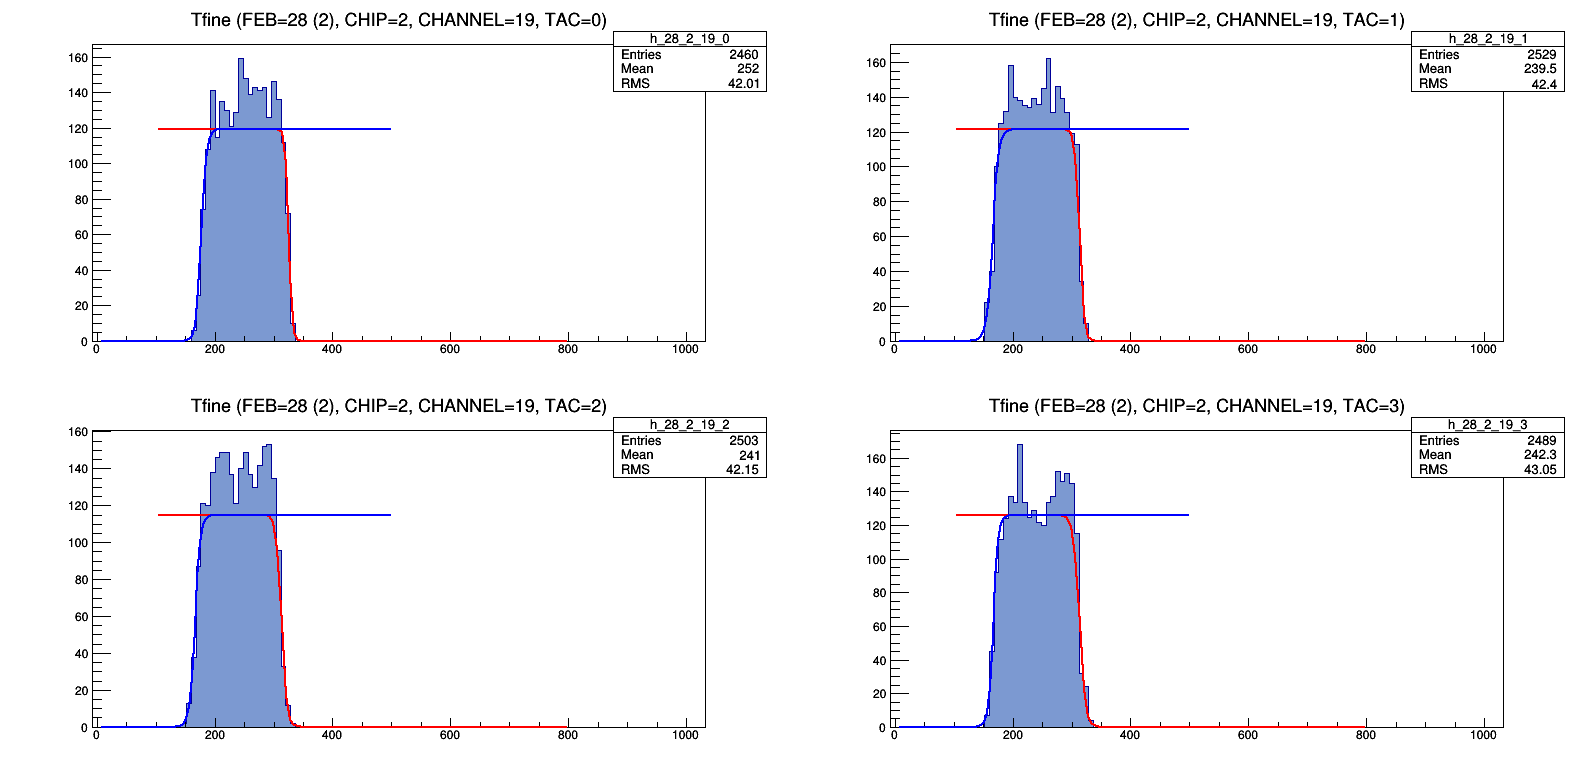 Tfine (FEB=28 (2), CHIP=2, CHANNEL=19, TAC=0)
h_28_2_19_0
Entries 2460
Mean 252
RMS 42.01
160
140
120
100
80
60
40
20
0
0 200 400 600 800 1000
Tfine (FEB=28 (2), CHIP=2, CHANNEL=19, TAC=1)
h_28_2_19_1
Entries 2529
Mean 239.5
RMS 42.4
160
140
120
100
80
60
40
20
0
0 200 400 600 800 1000
Tfine (FEB=28 (2), CHIP=2, CHANNEL=19, TAC=2)
h_28_2_19_2
Entries 2503
Mean 241
RMS 42.15
160
140
120
100
80
60
40
20
0
0 200 400 600 800 1000
Tfine (FEB=28 (2), CHIP=2, CHANNEL=19, TAC=3)
h_28_2_19_3
Entries 2489
Mean 242.3
RMS 43.05
160
140
120
100
80
60
40
20
0
0 200 400 600 800 1000